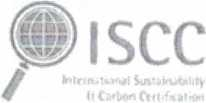 ISCC
International Sustainability
& Carbon Certification